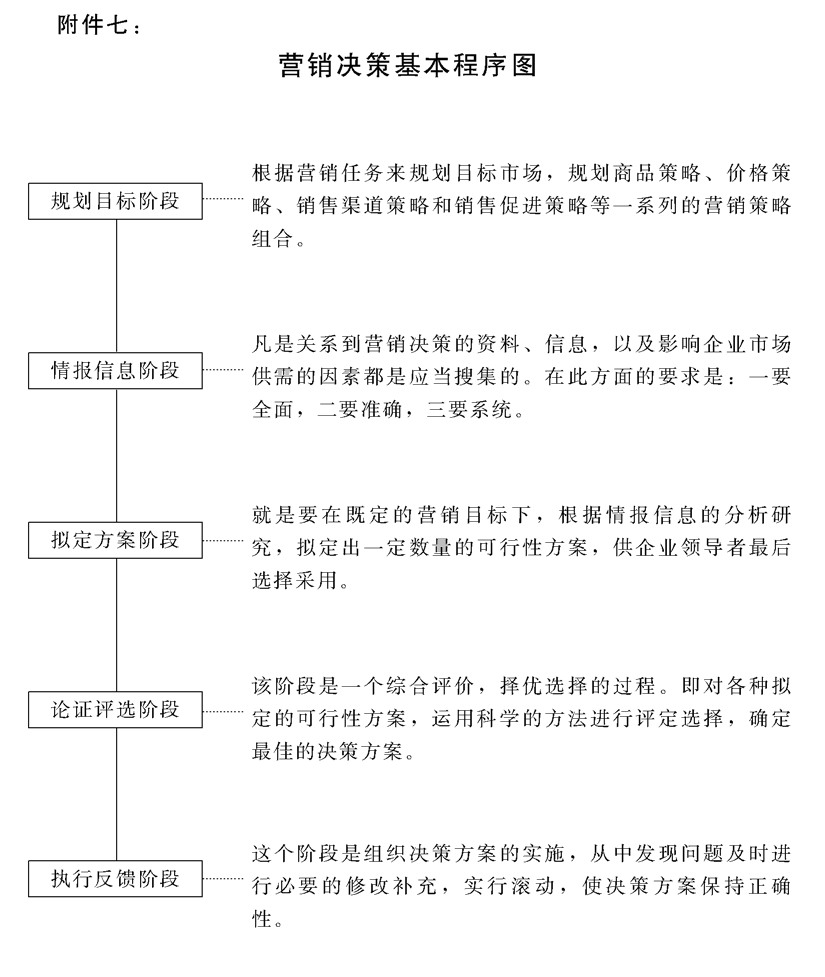 附件七：
营销决策基本程序图
规划目标阶段
根据营销任务来规划目标市场，规划商品策略、价格策
略、销售渠道策略和销售促进策略等一系列的营销策略
组合。
情报信息阶段
凡是关系到营销决策的资料、信息，以及影响企业市场
供需的因素都是应当搜集的。在此方面的要求是：一要
全面，二要准确，三要系统。
拟定方案阶段
就是要在既定的营销目标下，根据情报信息的分析研
究，拟定出一定数量的可行性方案，供企业领导者最后
选择采用。
论证评选阶段
该阶段是一个综合评价，择优选择的过程。即对各种拟
定的可行性方案，运用科学的方法进行评定选择，确定
最佳的决策方案。
执行反馈阶段
这个阶段是组织决策方案的实施，从中发现问题及时进
行必要的修改补充，实行滚动，使决策方案保持正确
性。